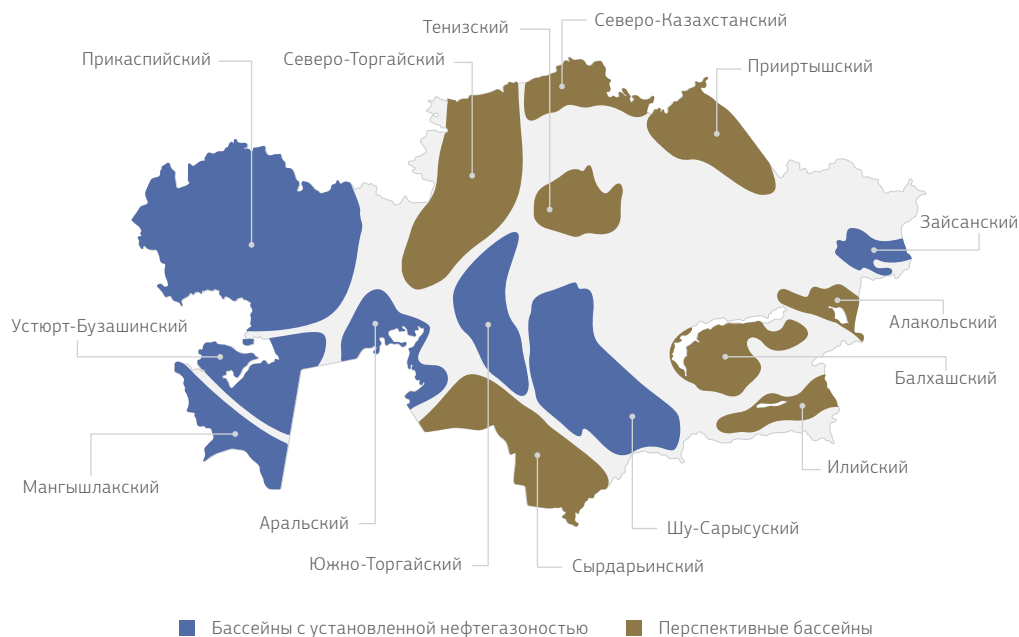 Северо-Казахстанский
Тенизский
Прикаспийский
Северо-Торгайский
Прииртышский
Зайсанский
Устюрт-Бузашинский
Алакольский
Балхашский
Илийский
Мангышлакский
Аральский
Шу-Сарысуский
Южно-Торгайский
Сырдарьинский
Бассейны с установленной нефтегазоностью
Перспективные бассейны